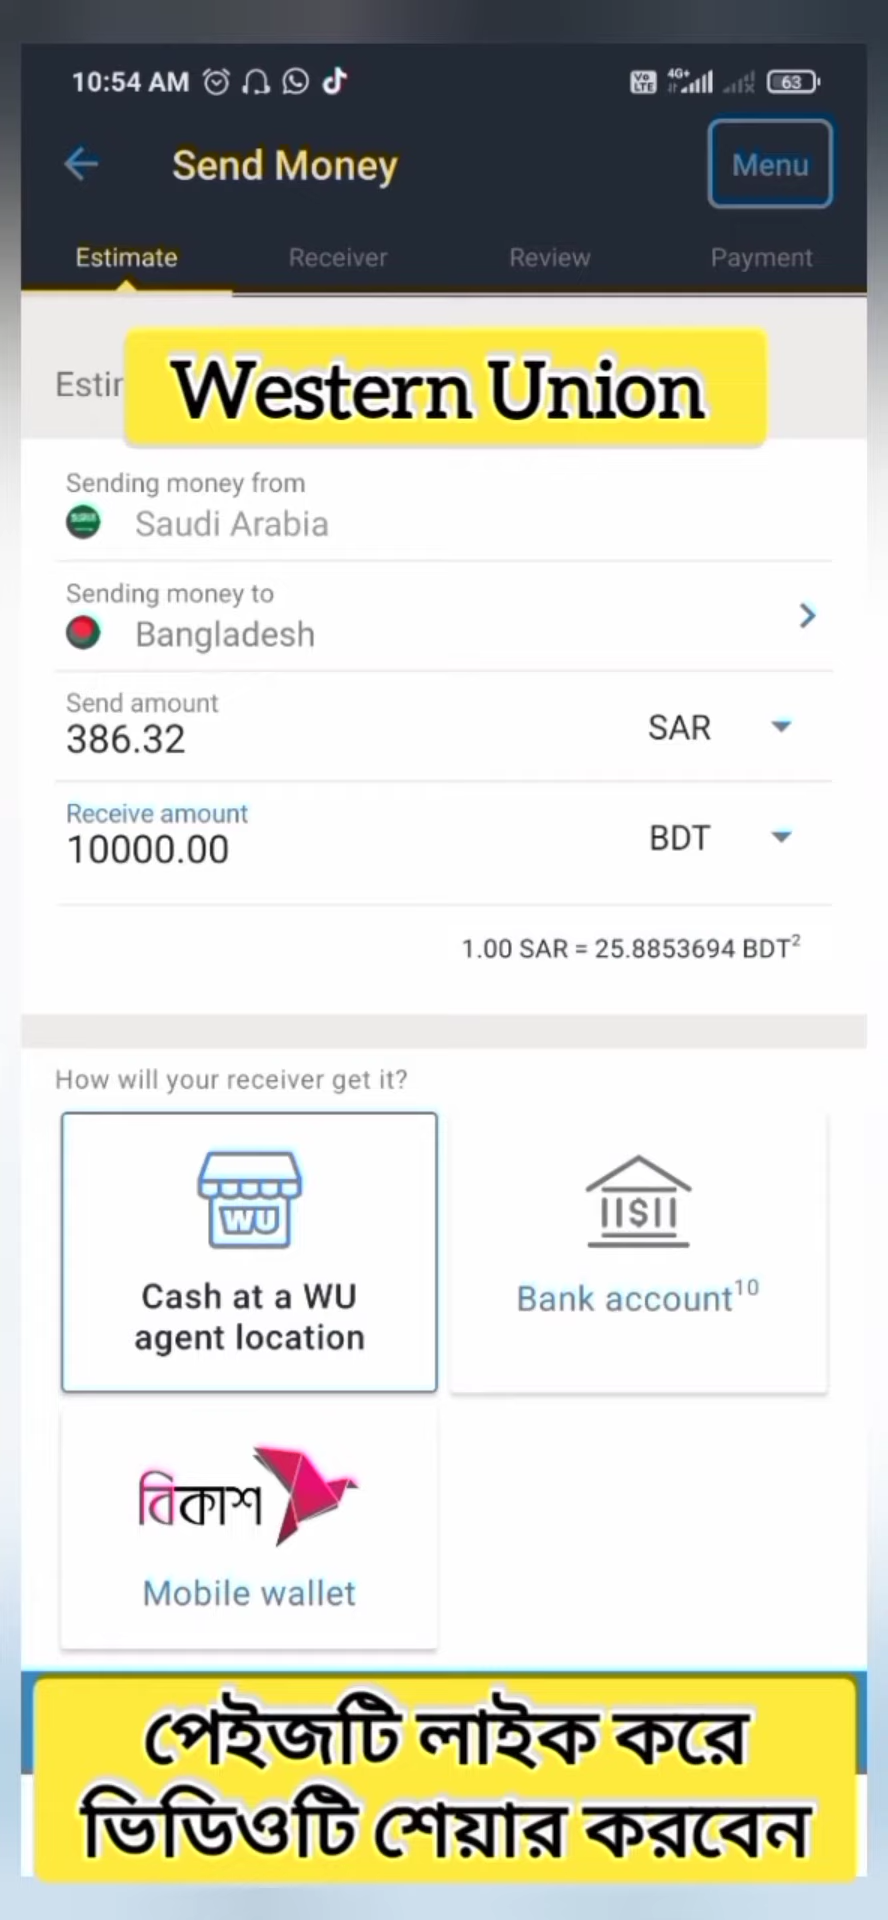 10:54 AM
Vo LTE 4G+ 63
Send Money
Menu
Estimate Receiver Review Payment
Western Union
Sending money from
Saudi Arabia
Sending money to
Bangladesh
Send amount
386.32 SAR
Receive amount
10000.00 BDT
1.00 SAR = 25.8853694 BDT²
How will your receiver get it?
WU
Cash at a WU
agent location
Bank account¹⁰
বিকাশ
Mobile wallet
পেইজটি লাইক করে
ভিডিওটি শেয়ার করবেন